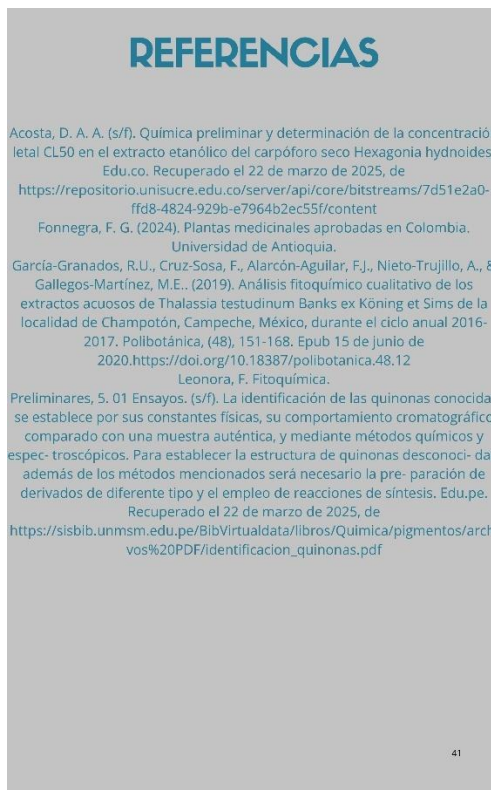 REFERENCIAS
Acosta, D. A. A. (s/f). Química preliminar y determinación de la concentració
letal CL50 en el extracto etanólico del carpóforo seco Hexagonia hydnoides
Edu.co. Recuperado el 22 de marzo de 2025, de
https://repositorio.unisucre.edu.co/server/api/core/bitstreams/7d51e2a0-
ffd8-4824-929b-e7964b2ec55f/content
Fonnegra, F. G. (2024). Plantas medicinales aprobadas en Colombia.
Universidad de Antioquia.
García-Granados, R.U., Cruz-Sosa, F., Alarcón-Aguilar, F.J., Nieto-Trujillo, A., &
Gallegos-Martínez, M.E.. (2019). Análisis fitoquímico cualitativo de los
extractos acuosos de Thalassia testudinum Banks ex Köning et Sims de la
localidad de Champotón, Campeche, México, durante el ciclo anual 2016-
2017. Polibotánica, (48), 151-168. Epub 15 de junio de
2020.https://doi.org/10.18387/polibotanica.48.12
Leonora, F. Fitoquímica.
Preliminares, 5. 01 Ensayos. (s/f). La identificación de las quinonas conocida
se establece por sus constantes físicas, su comportamiento cromatográfico
comparado con una muestra auténtica, y mediante métodos químicos y
espec- troscópicos. Para establecer la estructura de quinonas desconoci- da
además de los métodos mencionados será necesario la pre- paración de
derivados de diferente tipo y el empleo de reacciones de síntesis. Edu.pe.
Recuperado el 22 de marzo de 2025, de
https://sisbib.unmsm.edu.pe/BibVirtualdata/libros/Quimica/pigmentos/arch
vos%20PDF/identificacion_quinonas.pdf
41